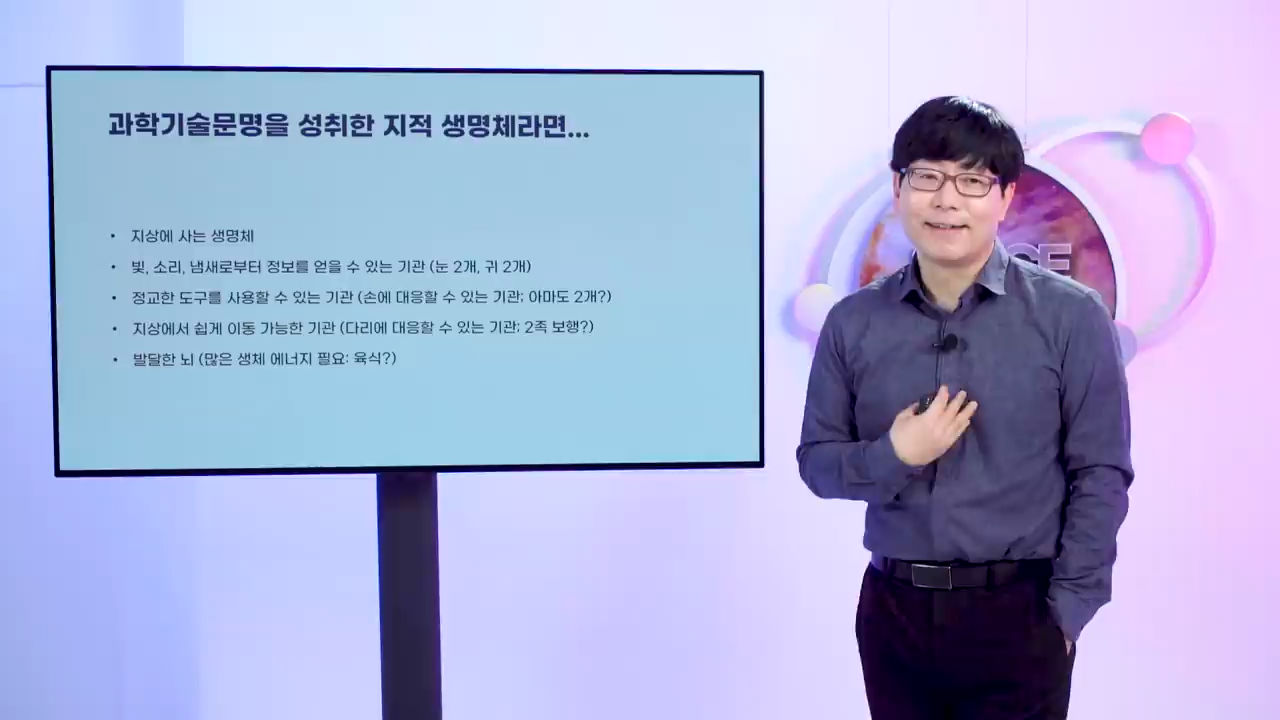 과학기술문명을 성취한 지적 생명체라면...
• 지상에 사는 생명체
• 빛, 소리, 냄새로부터 정보를 얻을 수 있는 기관 (눈 2개, 귀 2개)
• 정교한 도구를 사용할 수 있는 기관 (손에 대응할 수 있는 기관; 아마도 2개?)
• 지상에서 쉽게 이동 가능한 기관 (다리에 대응할 수 있는 기관; 2족 보행?)
• 발달한 뇌 (많은 생체 에너지 필요: 육식?)